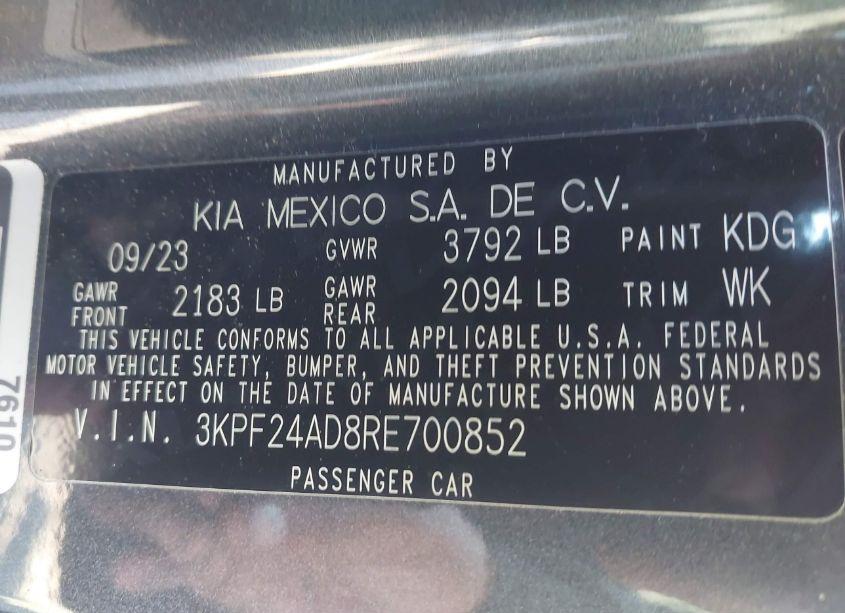 MANUFACTURED BY
KIA MEXICO S.A. DE C.V.
09/23 GVWR 3792 LB PAINT KDG
GAWR FRONT 2183 LB GAWR REAR 2094 LB TRIM WK
THIS VEHICLE CONFORMS TO ALL APPLICABLE U.S.A. FEDERAL
MOTOR VEHICLE SAFETY, BUMPER, AND THEFT PREVENTION STANDARDS
IN EFFECT ON THE DATE OF MANUFACTURE SHOWN ABOVE.
V.I.N. 3KPF24AD8RE700852
PASSENGER CAR
7610